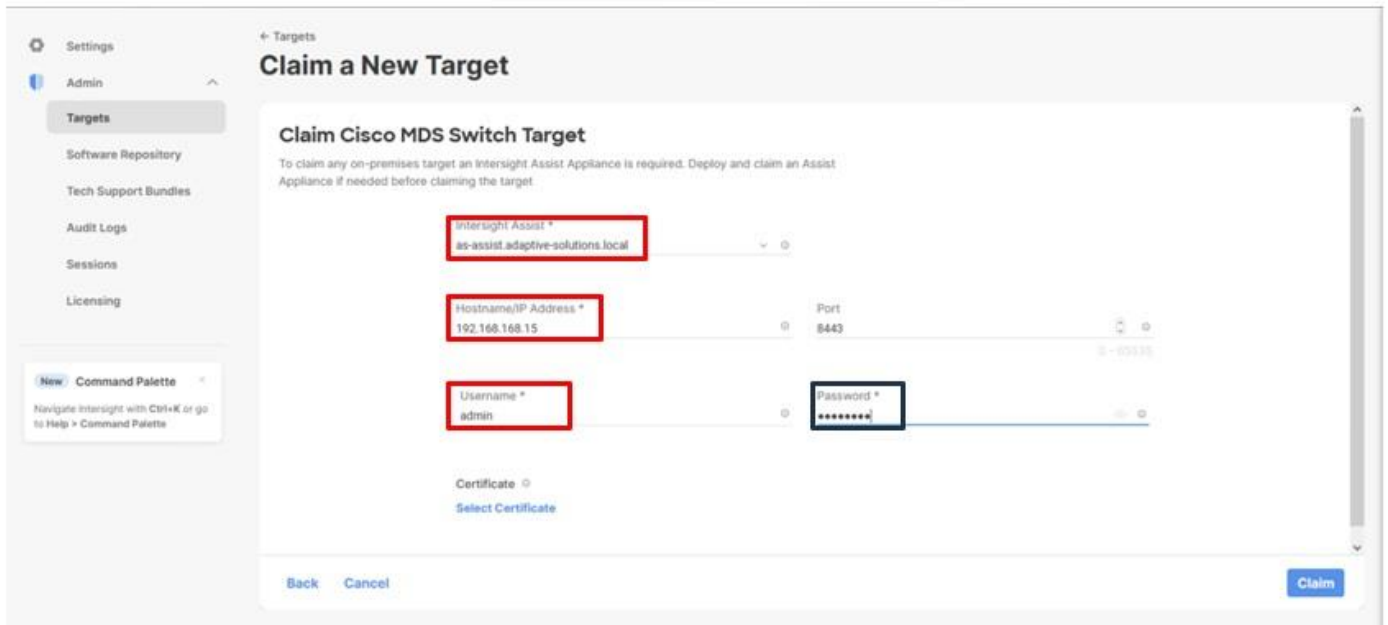 Settings
← Targets
Claim a New Target
Admin
Targets
Software Repository
Tech Support Bundles
Audit Logs
Sessions
Licensing
New Command Palette
Navigate Intersight with Ctrl+K or go
to Help > Command Palette
Claim Cisco MDS Switch Target
To claim any on-premises target an Intersight Assist Appliance is required. Deploy and claim an Assist
Appliance if needed before claiming the target
Intersight Assist *
as-assist.adaptive-solutions.local
Hostname/IP Address *
192.168.168.15
Port
8443
0 - 65535
Username *
admin
Password *
••••••••
Certificate
Select Certificate
Back Cancel
Claim